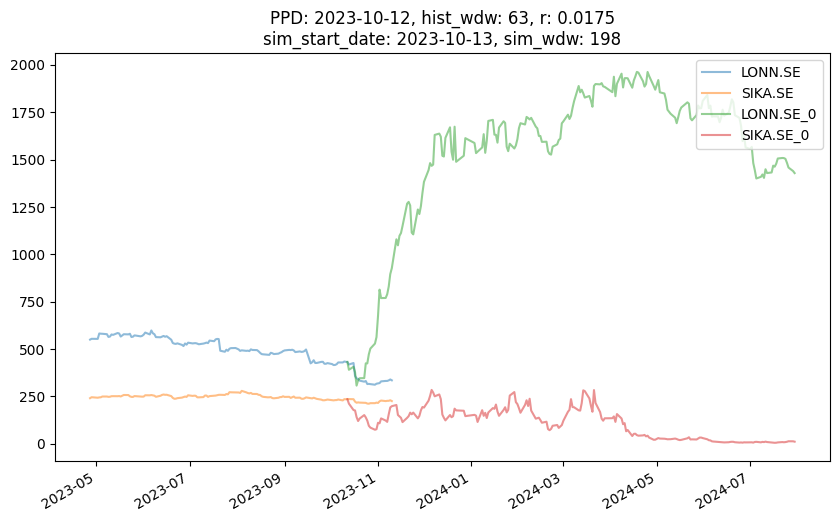 PPD: 2023-10-12, hist_wdw: 63, r: 0.0175
sim_start_date: 2023-10-13, sim_wdw: 198
2000
1750
1500
1250
1000
750
500
250
0
LONN.SE
SIKA.SE
LONN.SE_0
SIKA.SE_0
2023-05
2023-07
2023-09
2023-11
2024-01
2024-03
2024-05
2024-07